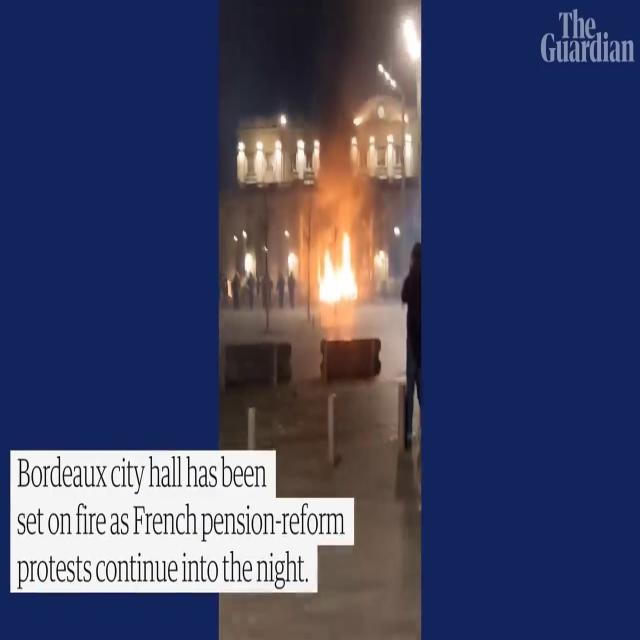 The
Guardian
Bordeaux city hall has been
set on fire as French pension-reform
protests continue into the night.